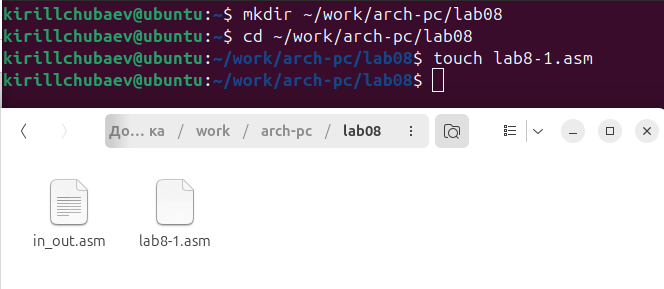 kirillchubaev@ubuntu:~$ mkdir ~/work/arch-pc/lab08
kirillchubaev@ubuntu:~$ cd ~/work/arch-pc/lab08
kirillchubaev@ubuntu:~/work/arch-pc/lab08$ touch lab8-1.asm
kirillchubaev@ubuntu:~/work/arch-pc/lab08$
До… ка / work / arch-pc / lab08
in_out.asm lab8-1.asm